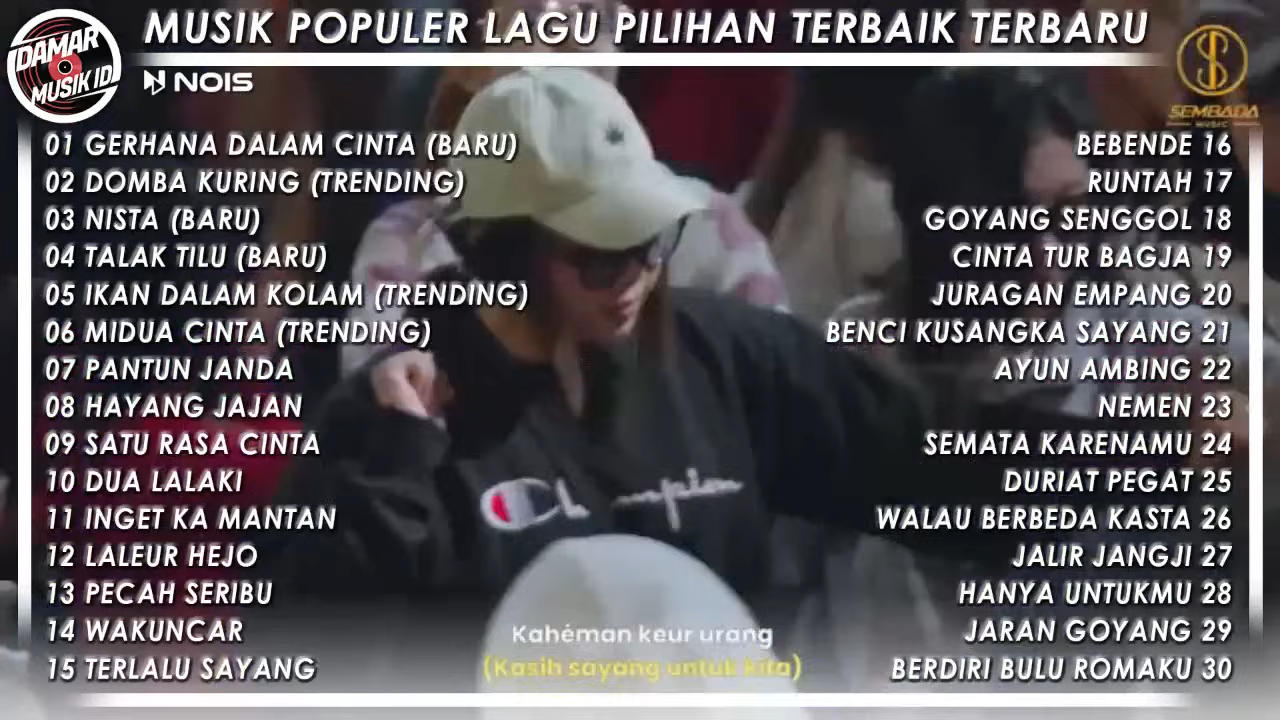 MUSIK POPULER LAGU PILIHAN TERBAIK TERBARU
DAMAR
MUSIK ID
NOIS
SEMBADA
MUSIC
01 GERHANA DALAM CINTA (BARU)
02 DOMBA KURING (TRENDING)
03 NISTA (BARU)
04 TALAK TILU (BARU)
05 IKAN DALAM KOLAM (TRENDING)
06 MIDUA CINTA (TRENDING)
07 PANTUN JANDA
08 HAYANG JAJAN
09 SATU RASA CINTA
10 DUA LALAKI
11 INGET KA MANTAN
12 LALEUR HEJO
13 PECAH SERIBU
14 WAKUNCAR
15 TERLALU SAYANG
BEBENDE 16
RUNTAH 17
GOYANG SENGGOL 18
CINTA TUR BAGJA 19
JURAGAN EMPANG 20
BENCI KUSANGKA SAYANG 21
AYUN AMBING 22
NEMEN 23
SEMATA KARENAMU 24
DURIAT PEGAT 25
WALAU BERBEDA KASTA 26
JALIR JANGJI 27
HANYA UNTUKMU 28
JARAN GOYANG 29
BERDIRI BULU ROMAKU 30
Champion
Kahéman keur urang
(Kasih sayang untuk kita)